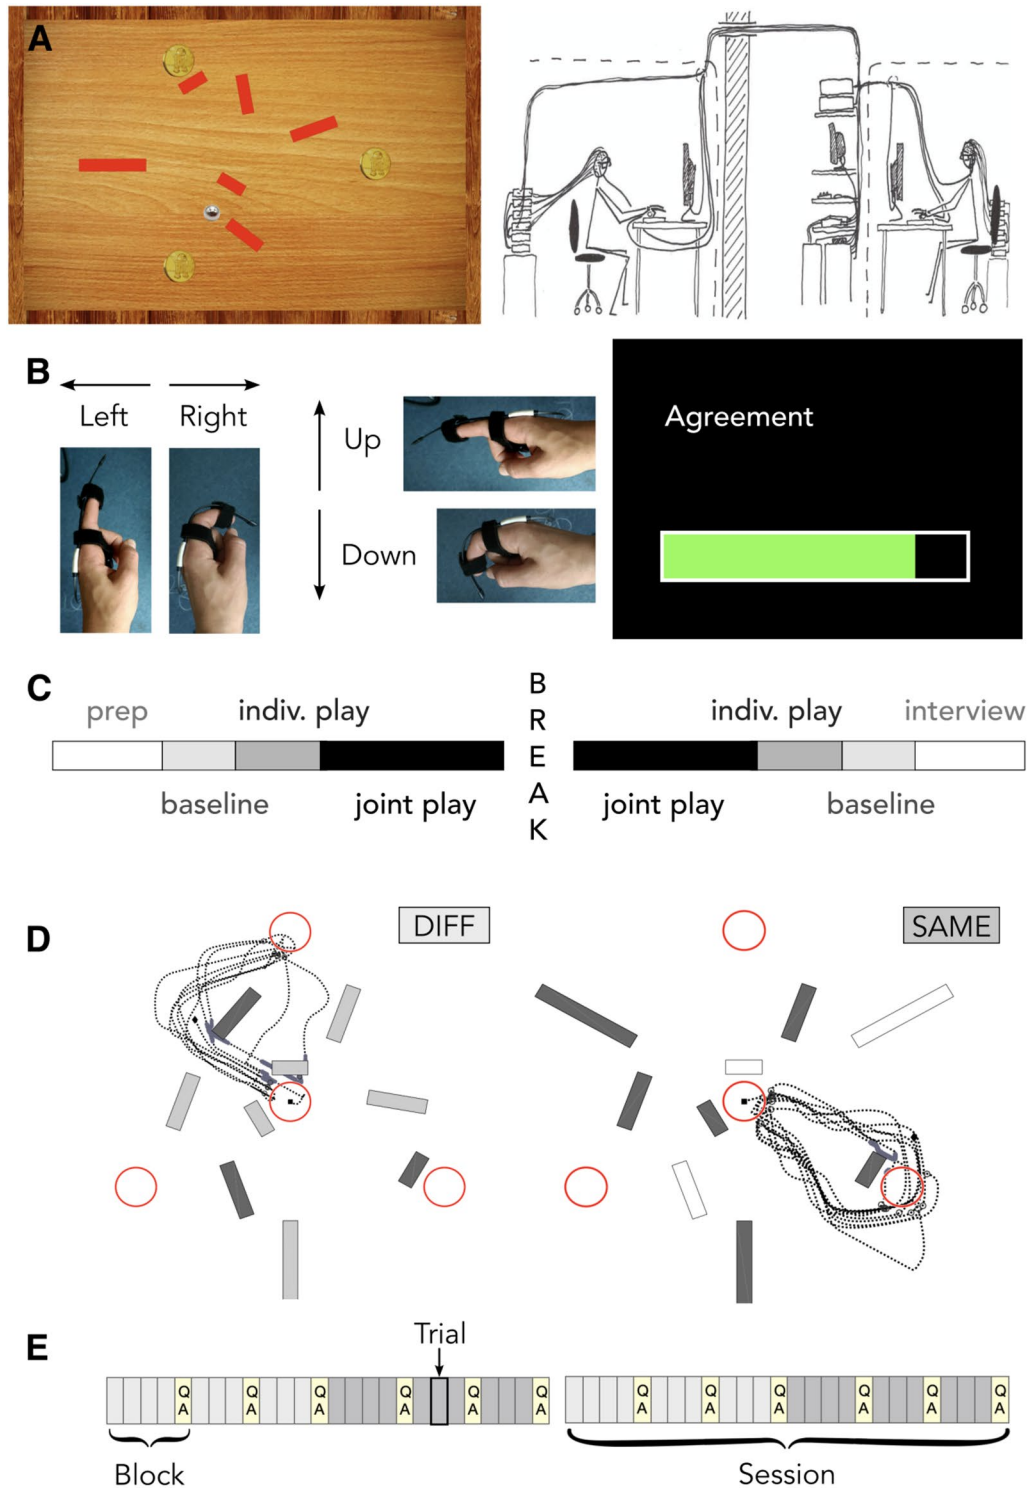 A
B
Left
Right
Up
Down
Agreement
C
prep
indiv. play
baseline
joint play
B
R
E
A
K
indiv. play
interview
joint play
baseline
D
DIFF
SAME
E
Trial
Q Q Q Q Q Q Q Q Q Q Q Q
A A A A A A A A A A A A
Block
Session